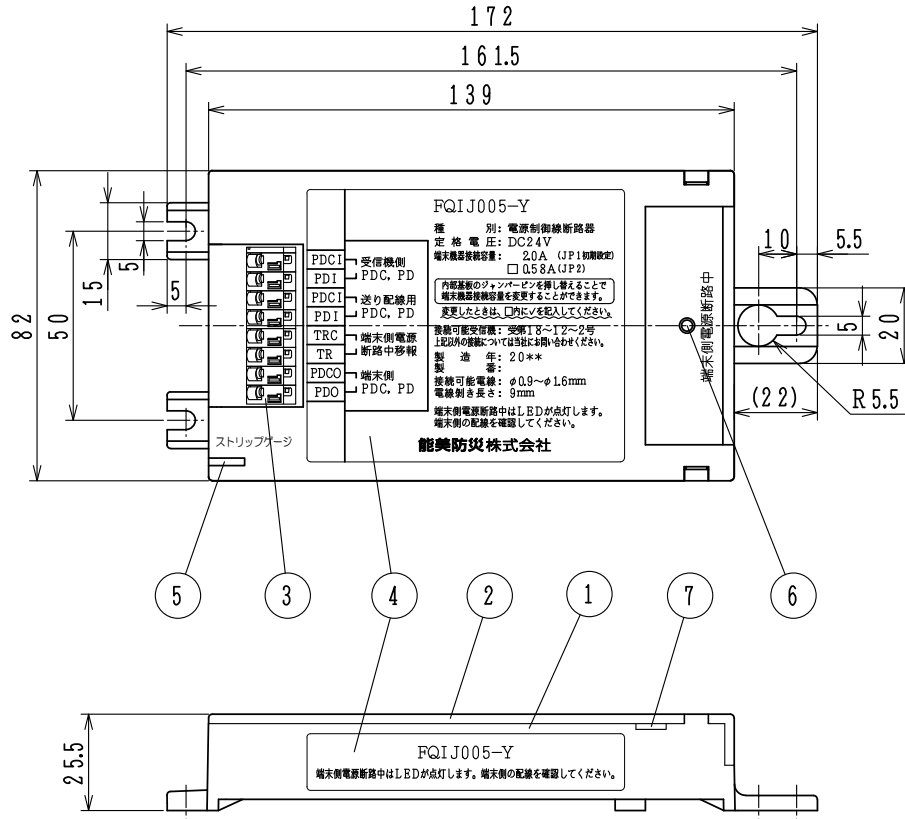 172
161.5
139
82
50
15
5
5
FQIJ005-Y
種　　別: 電源制御線断路器
定格電圧: DC24V
端末機器接続容量: 2.0A (JP1初期設定)
□ 0.58A(JP2)
内部基板のジャンパーピンを挿し替えることで
端末機器接続容量を変更することができます。
変更したときは、□内に✓を記入してください。
接続可能受信機: 受第18~12~2号
上記以外の接続については当社にお問い合わせください。
製造年: 20**
製　番:
接続可能電線: φ0.9~φ1.6mm
電線剥き長さ: 9mm
端末側電源断路中はLEDが点灯します。
端末側の配線を確認してください。
能美防災株式会社
PDCI
PDI
受信機側
PDC, PD
PDCI
PDI
送り配線用
PDC, PD
TRC
TR
端末側電源
断路中移報
PDCO
PDO
端末側
PDC, PD
ストリップゲージ
端末側電源断路中
10
5.5
5
20
(22)
R5.5
5
3
4
2
1
7
6
25.5
FQIJ005-Y
端末側電源断路中はLEDが点灯します。端末側の配線を確認してください。